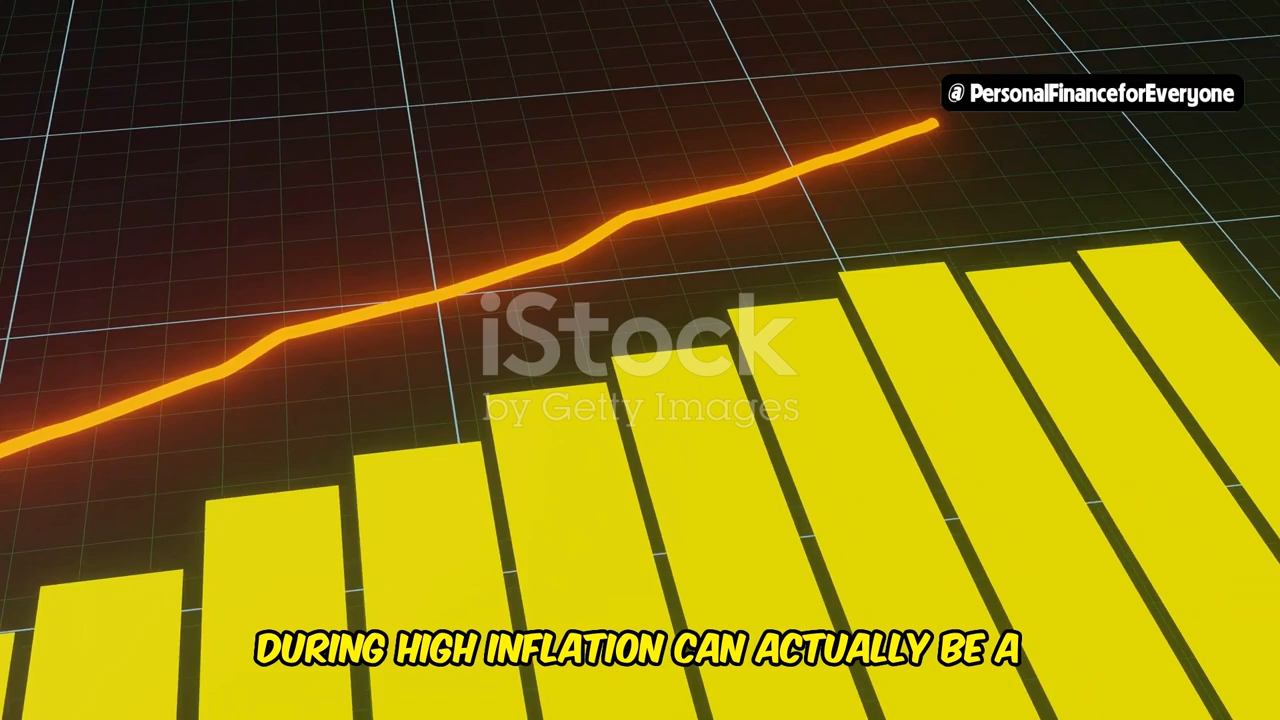 @ PersonalFinanceforEveryone
iStock
by Getty Images
DURING HIGH INFLATION CAN ACTUALLY BE A